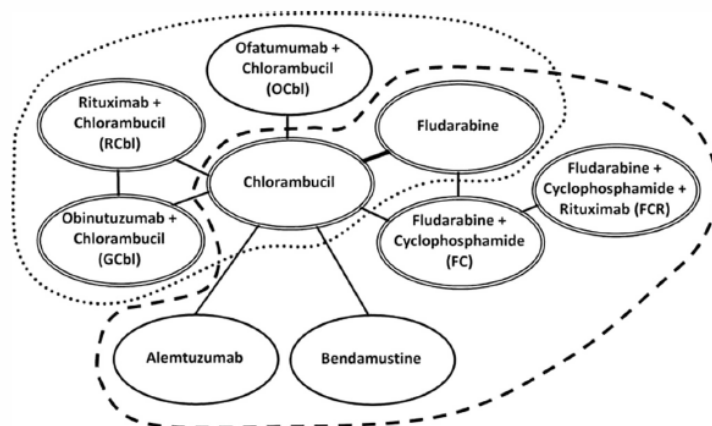 Ofatumumab +
Chlorambucil
(OCbl)
Rituximab +
Chlorambucil
(RCbl)
Fludarabine
Chlorambucil
Fludarabine +
Cyclophosphamide +
Rituximab (FCR)
Obinutuzumab +
Chlorambucil
(GCbl)
Fludarabine +
Cyclophosphamide
(FC)
Alemtuzumab
Bendamustine